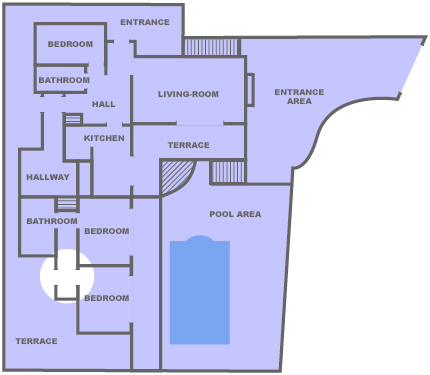 ENTRANCE
BEDROOM
BATHROOM
HALL
LIVING-ROOM
ENTRANCE
AREA
KITCHEN
TERRACE
HALLWAY
BATHROOM
BEDROOM
POOL AREA
BEDROOM
TERRACE